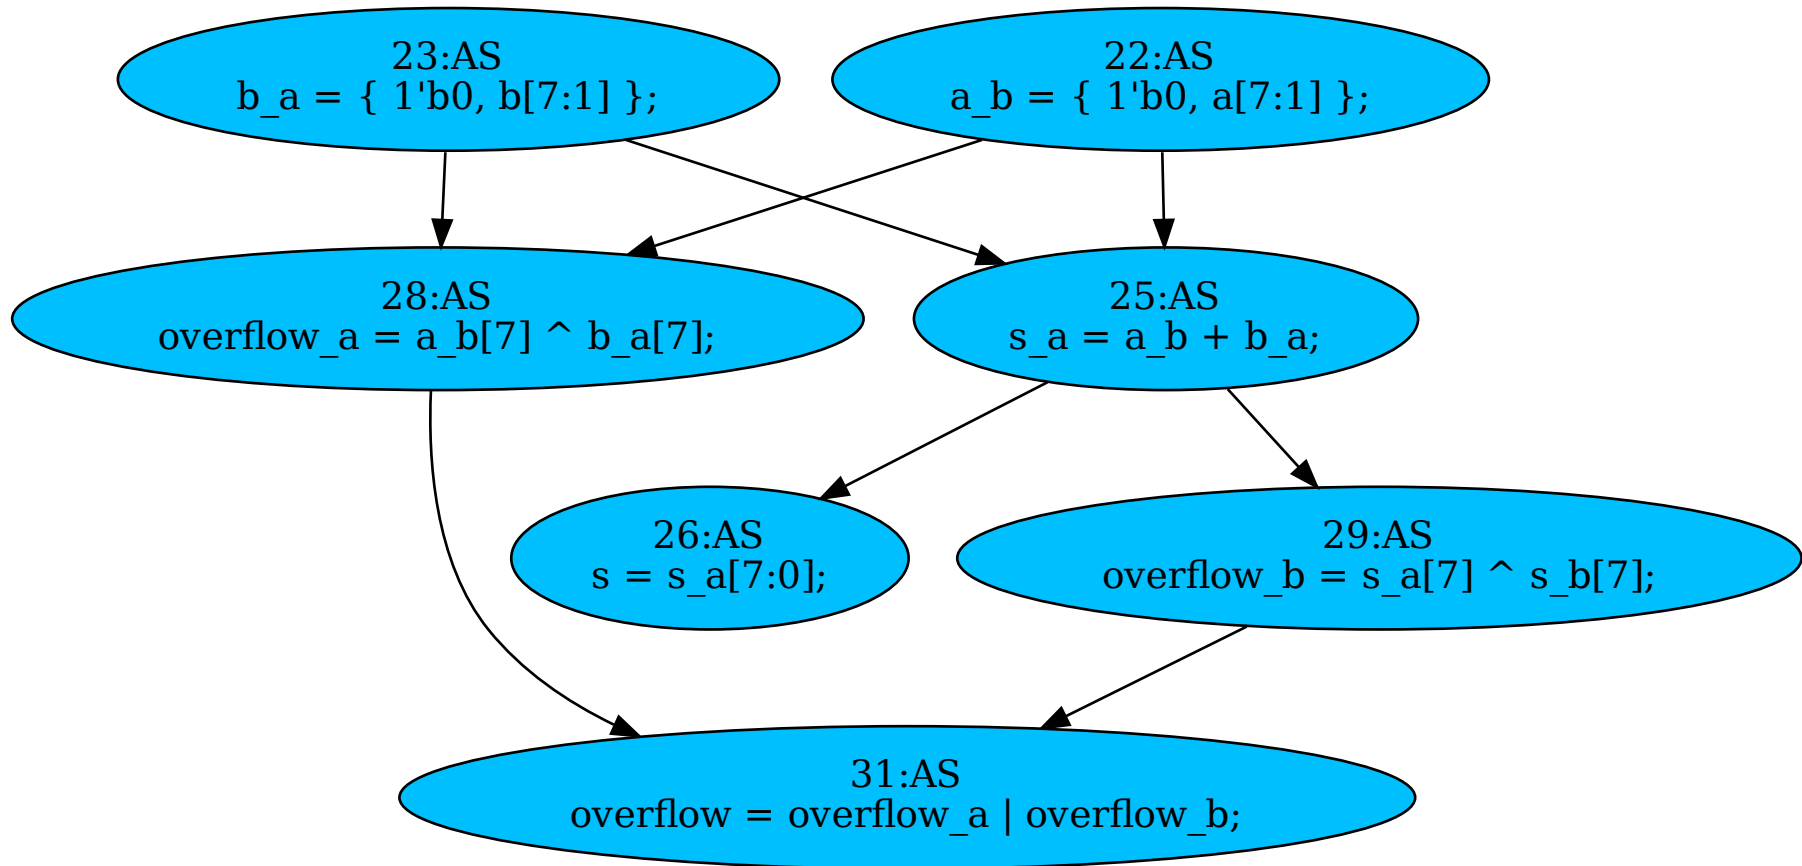 23:AS
b_a = { 1'b0, b[7:1] };
22:AS
a_b = { 1'b0, a[7:1] };
28:AS
overflow_a = a_b[7] ^ b_a[7];
25:AS
s_a = a_b + b_a;
26:AS
s = s_a[7:0];
29:AS
overflow_b = s_a[7] ^ s_b[7];
31:AS
overflow = overflow_a | overflow_b;